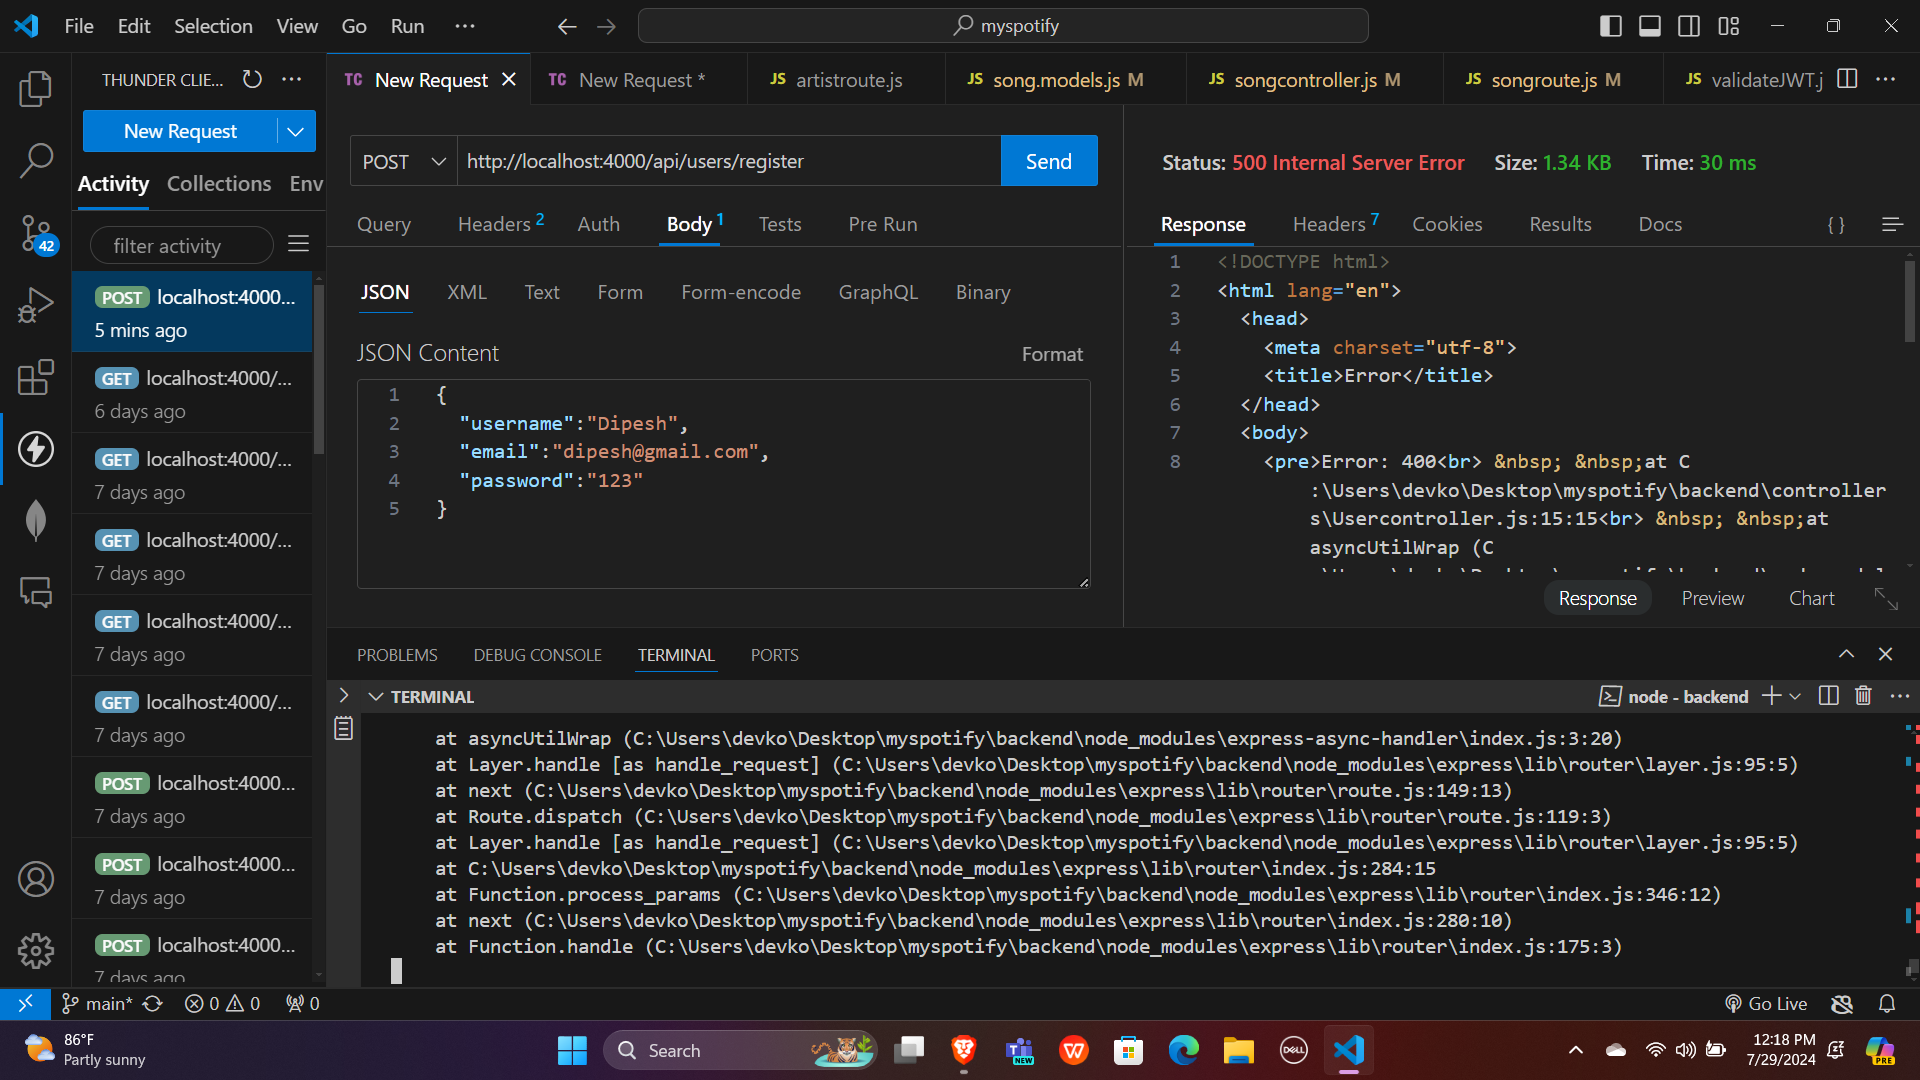 File Edit Selection View Go Run ···
myspotify
THUNDER CLIE...
TC New Request
TC New Request *
JS artistroute.js
JS song.models.js M
JS songcontroller.js M
JS songroute.js M
JS validateJWT.j
New Request
Activity Collections Env
filter activity
POST localhost:4000...
5 mins ago
GET localhost:4000/...
6 days ago
GET localhost:4000/...
7 days ago
GET localhost:4000/...
7 days ago
GET localhost:4000/...
7 days ago
GET localhost:4000/...
7 days ago
POST localhost:4000...
7 days ago
POST localhost:4000...
7 days ago
POST localhost:4000...
7 days ago
42
POST http://localhost:4000/api/users/register Send
Query Headers 2 Auth Body 1 Tests Pre Run
JSON XML Text Form Form-encode GraphQL Binary
JSON Content Format
1 {
2 "username":"Dipesh",
3 "email":"dipesh@gmail.com",
4 "password":"123"
5 }
Status: 500 Internal Server Error Size: 1.34 KB Time: 30 ms
Response Headers 7 Cookies Results Docs { }
1 <!DOCTYPE html>
2 <html lang="en">
3 <head>
4 <meta charset="utf-8">
5 <title>Error</title>
6 </head>
7 <body>
8 <pre>Error: 400<br> &nbsp; &nbsp;at C
:\Users\devko\Desktop\myspotify\backend\controller
s\Usercontroller.js:15:15<br> &nbsp; &nbsp;at
asyncUtilWrap (C
Response Preview Chart
PROBLEMS DEBUG CONSOLE TERMINAL PORTS
TERMINAL
node - backend
at asyncUtilWrap (C:\Users\devko\Desktop\myspotify\backend\node_modules\express-async-handler\index.js:3:20)
at Layer.handle [as handle_request] (C:\Users\devko\Desktop\myspotify\backend\node_modules\express\lib\router\layer.js:95:5)
at next (C:\Users\devko\Desktop\myspotify\backend\node_modules\express\lib\router\route.js:149:13)
at Route.dispatch (C:\Users\devko\Desktop\myspotify\backend\node_modules\express\lib\router\route.js:119:3)
at Layer.handle [as handle_request] (C:\Users\devko\Desktop\myspotify\backend\node_modules\express\lib\router\layer.js:95:5)
at C:\Users\devko\Desktop\myspotify\backend\node_modules\express\lib\router\index.js:284:15
at Function.process_params (C:\Users\devko\Desktop\myspotify\backend\node_modules\express\lib\router\index.js:346:12)
at next (C:\Users\devko\Desktop\myspotify\backend\node_modules\express\lib\router\index.js:280:10)
at Function.handle (C:\Users\devko\Desktop\myspotify\backend\node_modules\express\lib\router\index.js:175:3)
main* 0 0 0
Go Live
86°F
Partly sunny
Search
NEW
DELL
12:18 PM
7/29/2024
PRE